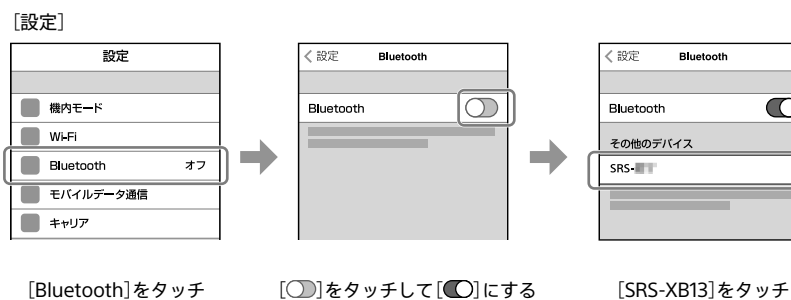 [設定]
設定
機内モード
Wi-Fi
Bluetooth オフ
モバイルデータ通信
キャリア
[Bluetooth]をタッチ
設定 Bluetooth
Bluetooth
[ ]をタッチして[ ]にする
設定 Bluetooth
Bluetooth
その他のデバイス
SRS-
[SRS-XB13]をタッチ